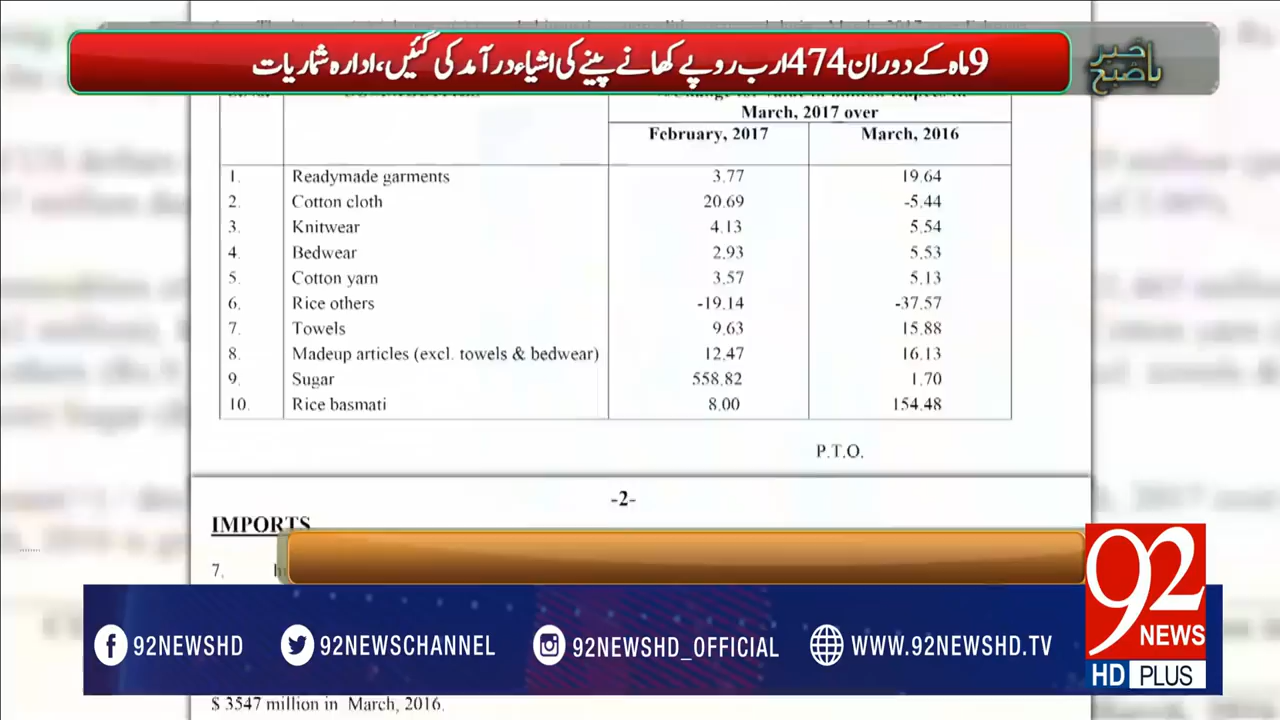 9 ماہ کے دوران 474 ارب روپے کھانے پینے کی اشیاء درآمد کی گئیں، ادارہ شماریات
باخبر صبح
March, 2017 over
February, 2017 March, 2016
1. Readymade garments 3.77 19.64
2. Cotton cloth 20.69 -5.44
3. Knitwear 4.13 5.54
4. Bedwear 2.93 5.53
5. Cotton yarn 3.57 5.13
6. Rice others -19.14 -37.57
7. Towels 9.63 15.88
8. Madeup articles (excl. towels & bedwear) 12.47 16.13
9. Sugar 558.82 1.70
10. Rice basmati 8.00 154.48
P.T.O.
-2-
IMPORTS
7.
92 NEWS
HD PLUS
92NEWSHD 92NEWSCHANNEL 92NEWSHD_OFFICIAL WWW.92NEWSHD.TV
$ 3547 million in March, 2016.